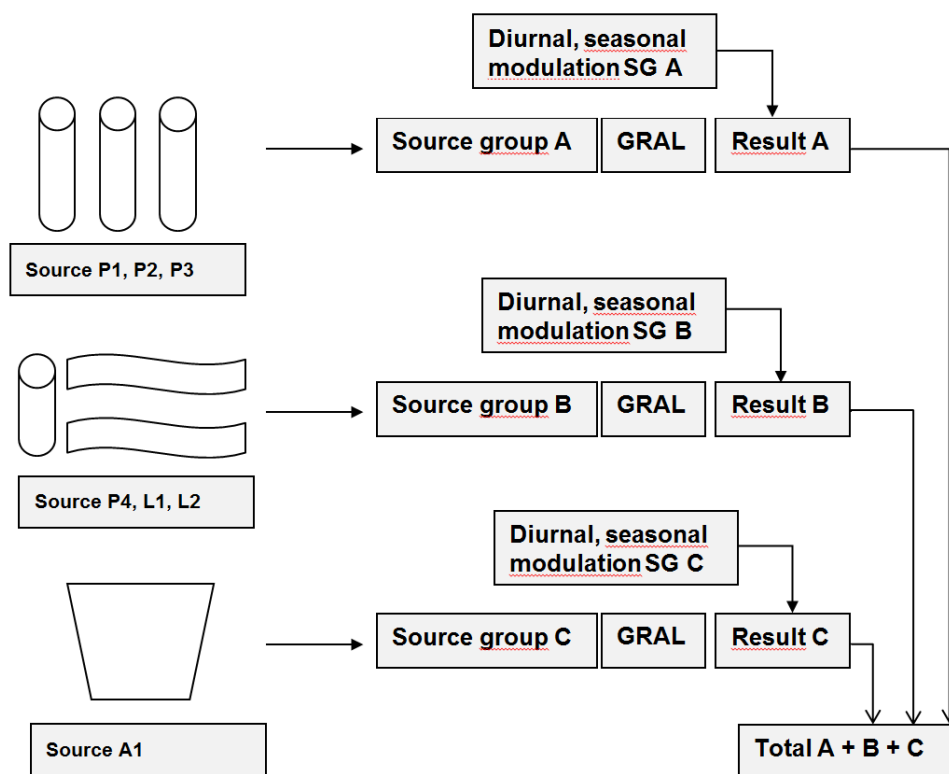 Diurnal, seasonal
modulation SG A
Source group A
GRAL
Result A
Source P1, P2, P3
Diurnal, seasonal
modulation SG B
Source group B
GRAL
Result B
Source P4, L1, L2
Diurnal, seasonal
modulation SG C
Source group C
GRAL
Result C
Source A1
Total A + B + C